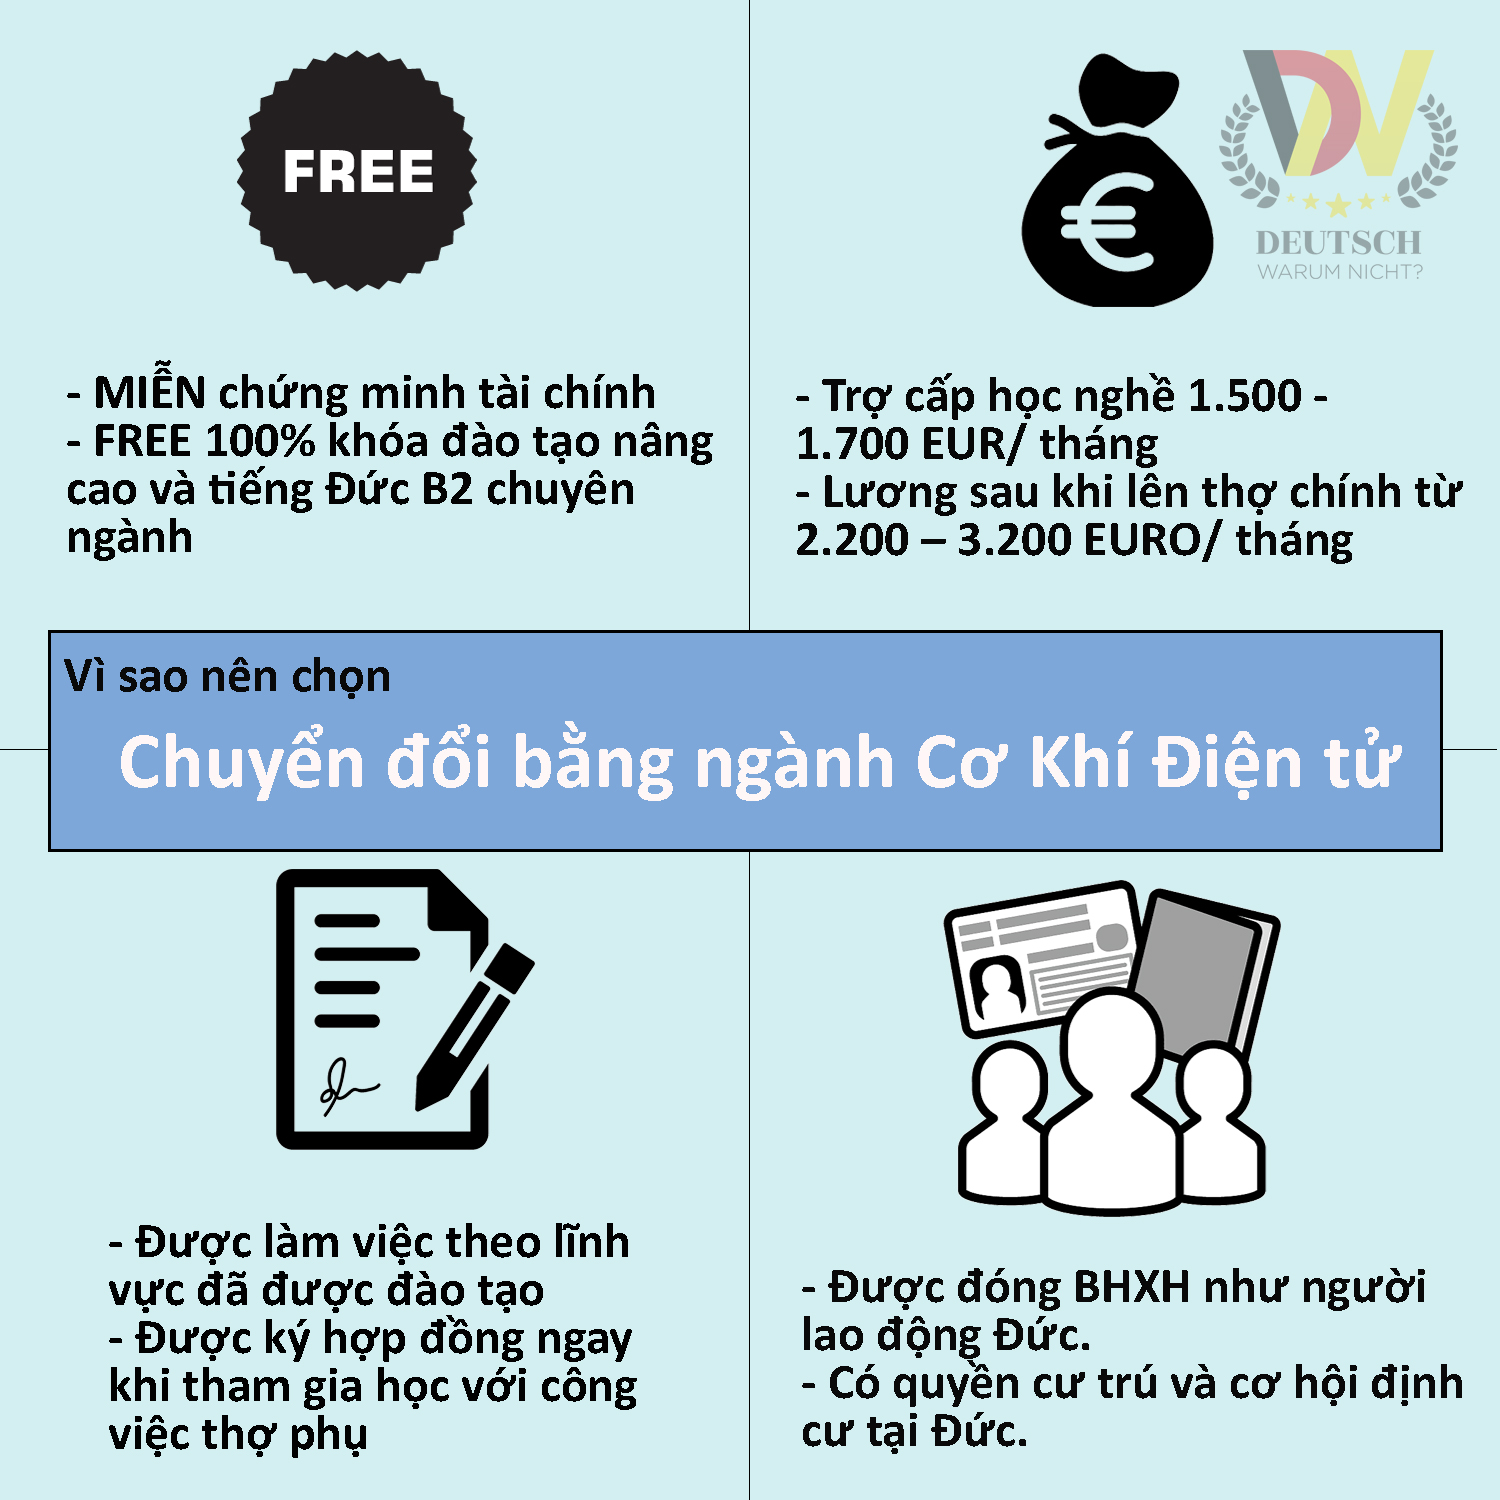 FREE
- MIỄN chứng minh tài chính
- FREE 100% khóa đào tạo nâng
cao và tiếng Đức B2 chuyên
ngành
€
DW
DEUTSCH
WARUM NICHT?
- Trợ cấp học nghề 1.500 -
1.700 EUR/ tháng
- Lương sau khi lên thợ chính từ
2.200 – 3.200 EURO/ tháng
Vì sao nên chọn
Chuyển đổi bằng ngành Cơ Khí Điện tử
- Được làm việc theo lĩnh
vực đã được đào tạo
- Được ký hợp đồng ngay
khi tham gia học với công
việc thợ phụ
- Được đóng BHXH như người
lao động Đức.
- Có quyền cư trú và cơ hội định
cư tại Đức.